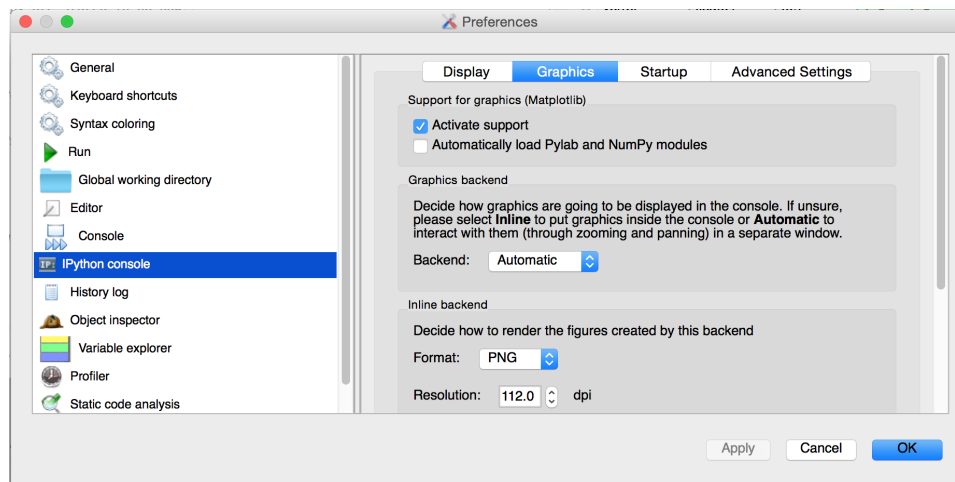 Preferences
General
Keyboard shortcuts
Syntax coloring
Run
Global working directory
Editor
Console
IPython console
History log
Object inspector
Variable explorer
Profiler
Static code analysis
Display Graphics Startup Advanced Settings
Support for graphics (Matplotlib)
Activate support
Automatically load Pylab and NumPy modules
Graphics backend
Decide how graphics are going to be displayed in the console. If unsure,
please select Inline to put graphics inside the console or Automatic to
interact with them (through zooming and panning) in a separate window.
Backend: Automatic
Inline backend
Decide how to render the figures created by this backend
Format: PNG
Resolution: 112.0 dpi
Apply Cancel OK